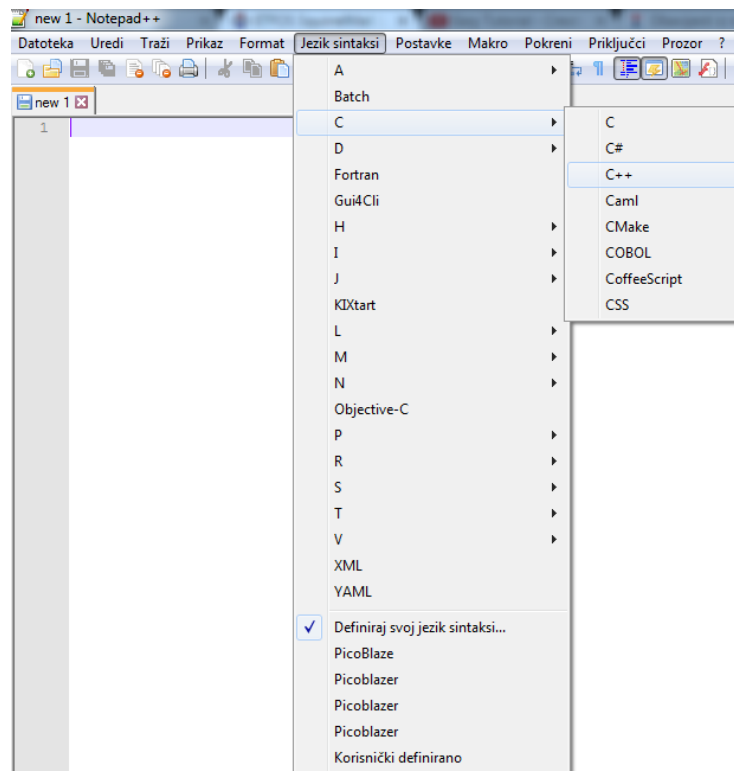 new 1 - Notepad++
Datoteka Uredi Traži Prikaz Format Jezik sintaksi Postavke Makro Pokreni Priključci Prozor ?
new 1
1
A
Batch
C
D
Fortran
Gui4Cli
H
I
J
KIXtart
L
M
N
Objective-C
P
R
S
T
V
XML
YAML
Definiraj svoj jezik sintaksi...
PicoBlaze
Picoblazer
Picoblazer
Picoblazer
Korisnički definirano
C
C#
C++
Caml
CMake
COBOL
CoffeeScript
CSS